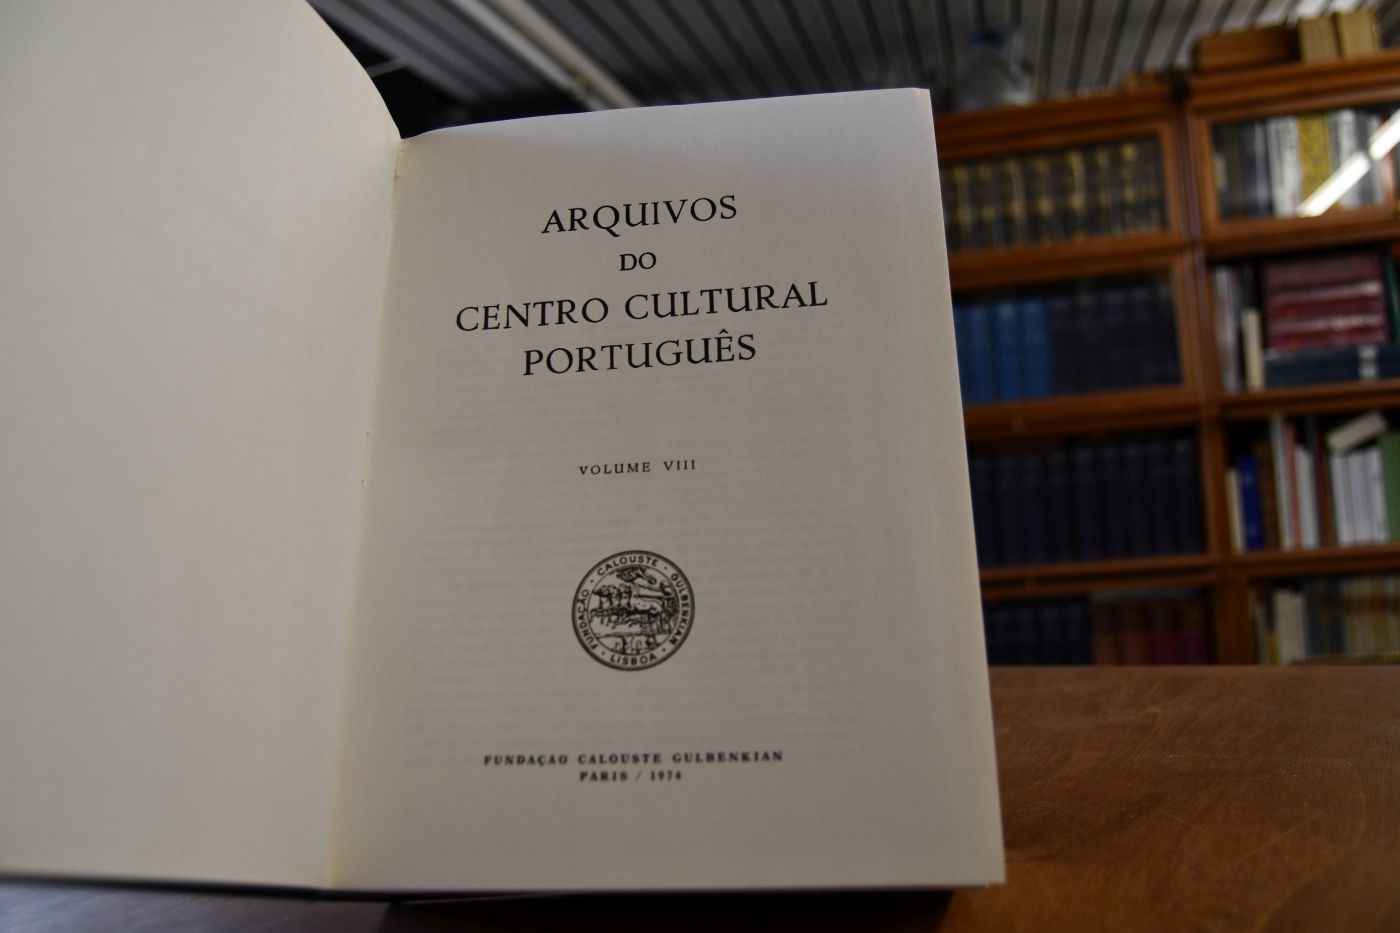 ARQUIVOS
DO
CENTRO CULTURAL
PORTUGUÊS
VOLUME VIII
FUNDAÇÃO · CALOUSTE · GULBENKIAN · LISBOA ·
FUNDAÇÃO CALOUSTE GULBENKIAN
PARIS / 1974